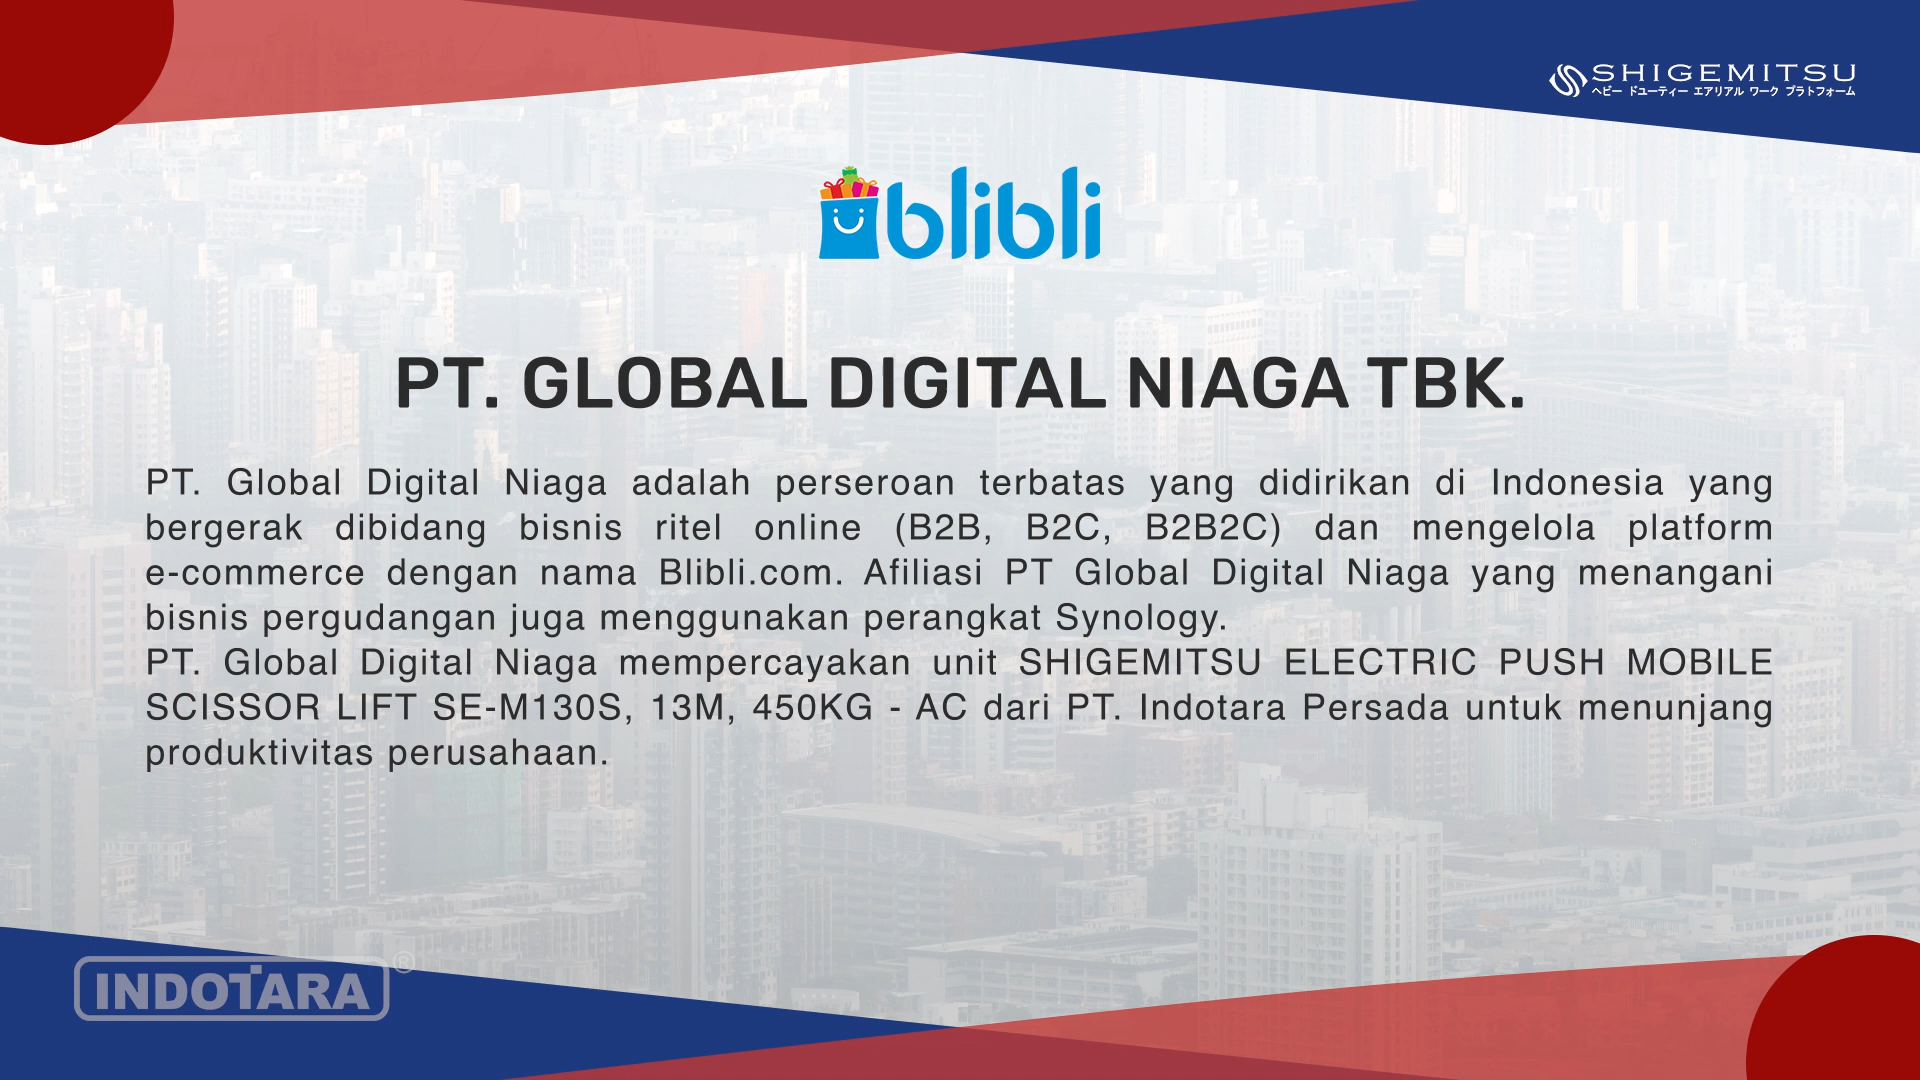 SHIGEMITSU
ヘビー ドューティー エアリアル ワーク プラトフォーム
blibli
PT. GLOBAL DIGITAL NIAGA TBK.
PT. Global Digital Niaga adalah perseroan terbatas yang didirikan di Indonesia yang
bergerak dibidang bisnis ritel online (B2B, B2C, B2B2C) dan mengelola platform
e-commerce dengan nama Blibli.com. Afiliasi PT Global Digital Niaga yang menangani
bisnis pergudangan juga menggunakan perangkat Synology.
PT. Global Digital Niaga mempercayakan unit SHIGEMITSU ELECTRIC PUSH MOBILE
SCISSOR LIFT SE-M130S, 13M, 450KG - AC dari PT. Indotara Persada untuk menunjang
produktivitas perusahaan.
INDOTARA®